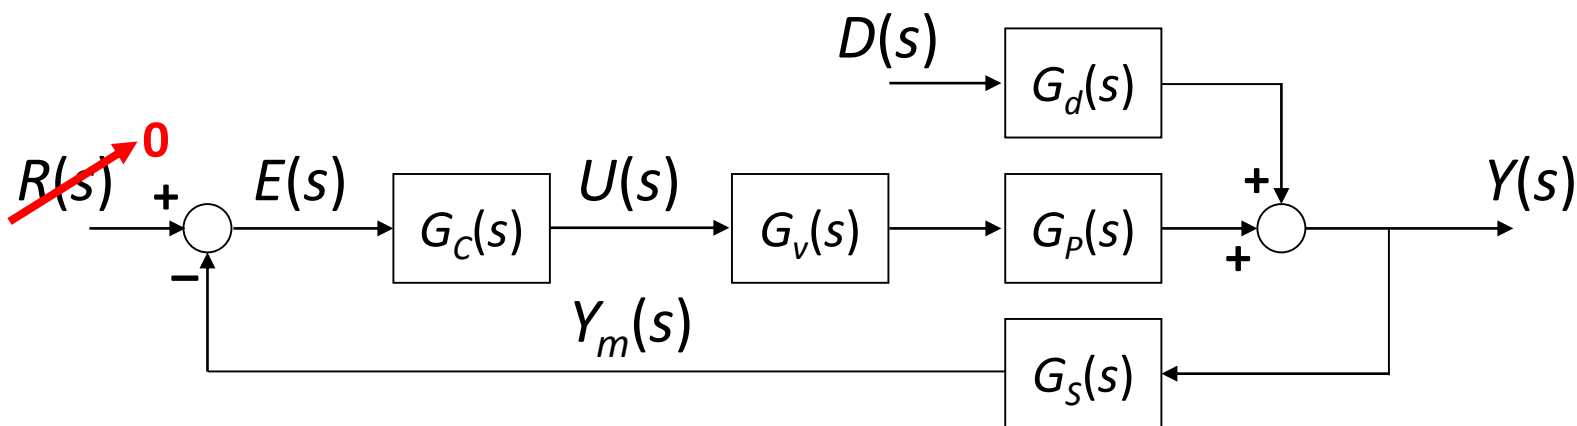 D(s)
G_d(s)
0
R(s)
+
E(s)
G_C(s)
U(s)
G_v(s)
G_P(s)
+
+
Y(s)
−
Y_m(s)
G_S(s)